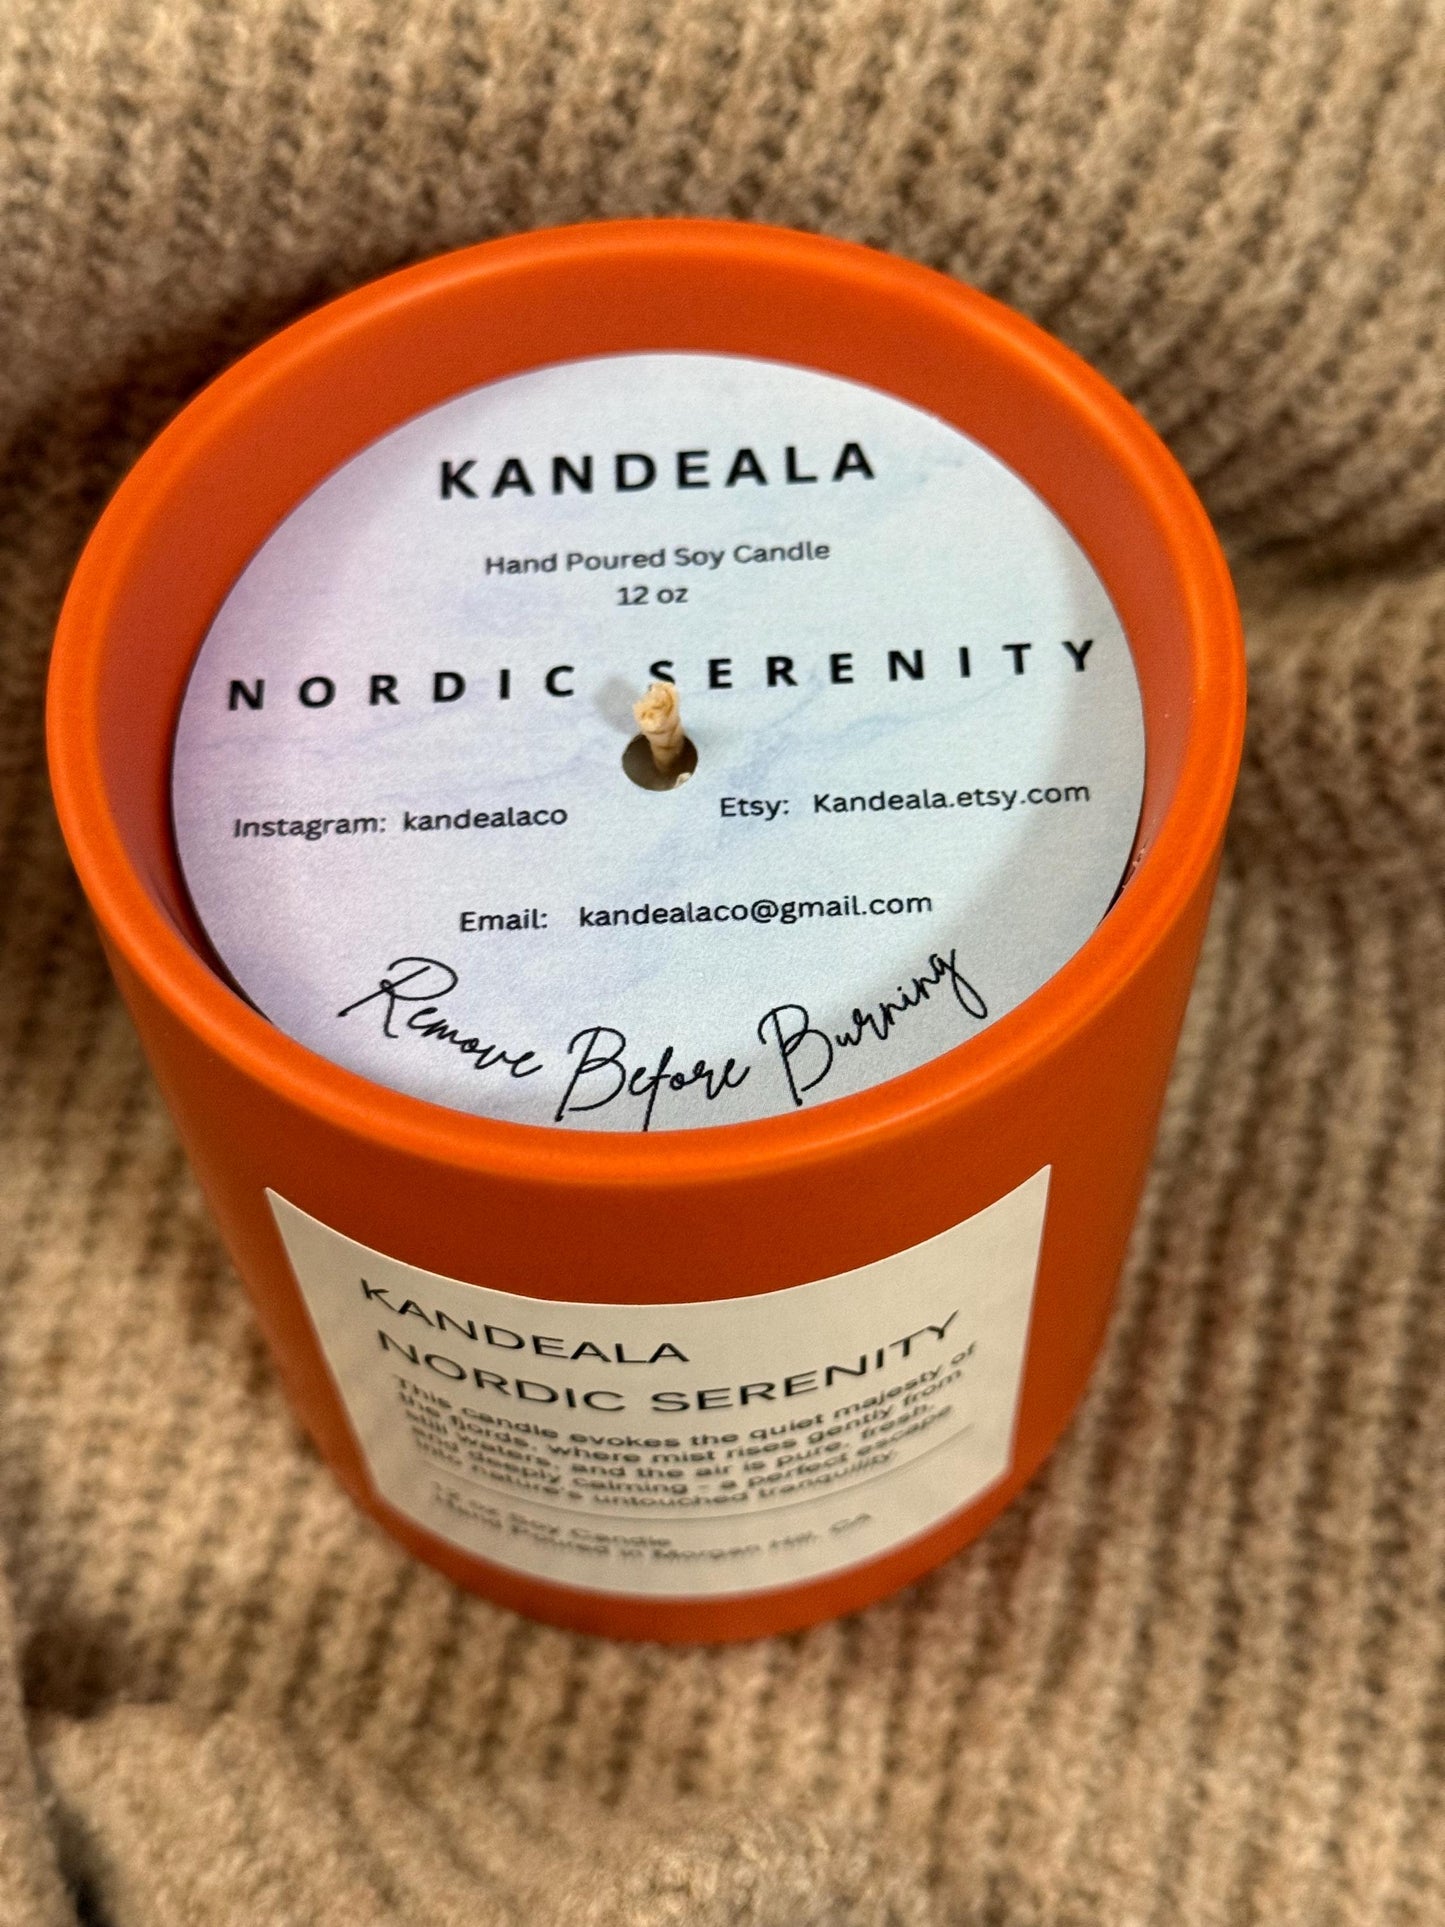 KANDEALA
Hand Poured Soy Candle
12 oz
NORDIC SERENITY
Instagram: kandealaco Etsy: Kandeala.etsy.com
Email: kandealaco@gmail.com
Remove Before Burning
KANDEALA
NORDIC SERENITY
This candle evokes the quiet majesty of
the fjords, where mist rises gently from
still waters, and the air is pure, fresh,
and deeply calming - a perfect escape
into nature's untouched tranquility
12 oz Soy Candle
Hand Poured in Morgan Hill, CA